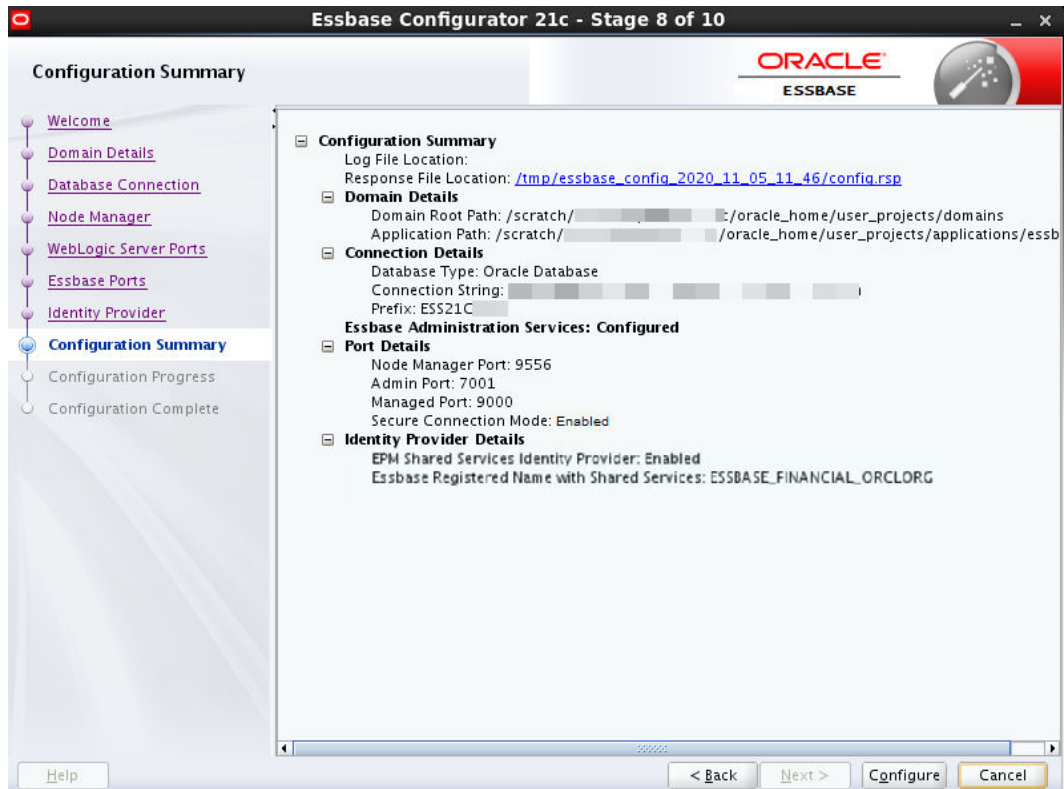 Essbase Configurator 21c - Stage 8 of 10
Configuration Summary
ORACLE
ESSBASE
Welcome
Domain Details
Database Connection
Node Manager
WebLogic Server Ports
Essbase Ports
Identity Provider
Configuration Summary
Configuration Progress
Configuration Complete
Configuration Summary
Log File Location:
Response File Location: /tmp/essbase_config_2020_11_05_11_46/config.rsp
Domain Details
Domain Root Path: /scratch/ :/oracle_home/user_projects/domains
Application Path: /scratch/ /oracle_home/user_projects/applications/essb
Connection Details
Database Type: Oracle Database
Connection String:
Prefix: ESS21C
Essbase Administration Services: Configured
Port Details
Node Manager Port: 9556
Admin Port: 7001
Managed Port: 9000
Secure Connection Mode: Enabled
Identity Provider Details
EPM Shared Services Identity Provider: Enabled
Essbase Registered Name with Shared Services: ESSBASE_FINANCIAL_ORCLORG
Help
< Back
Next >
Configure
Cancel